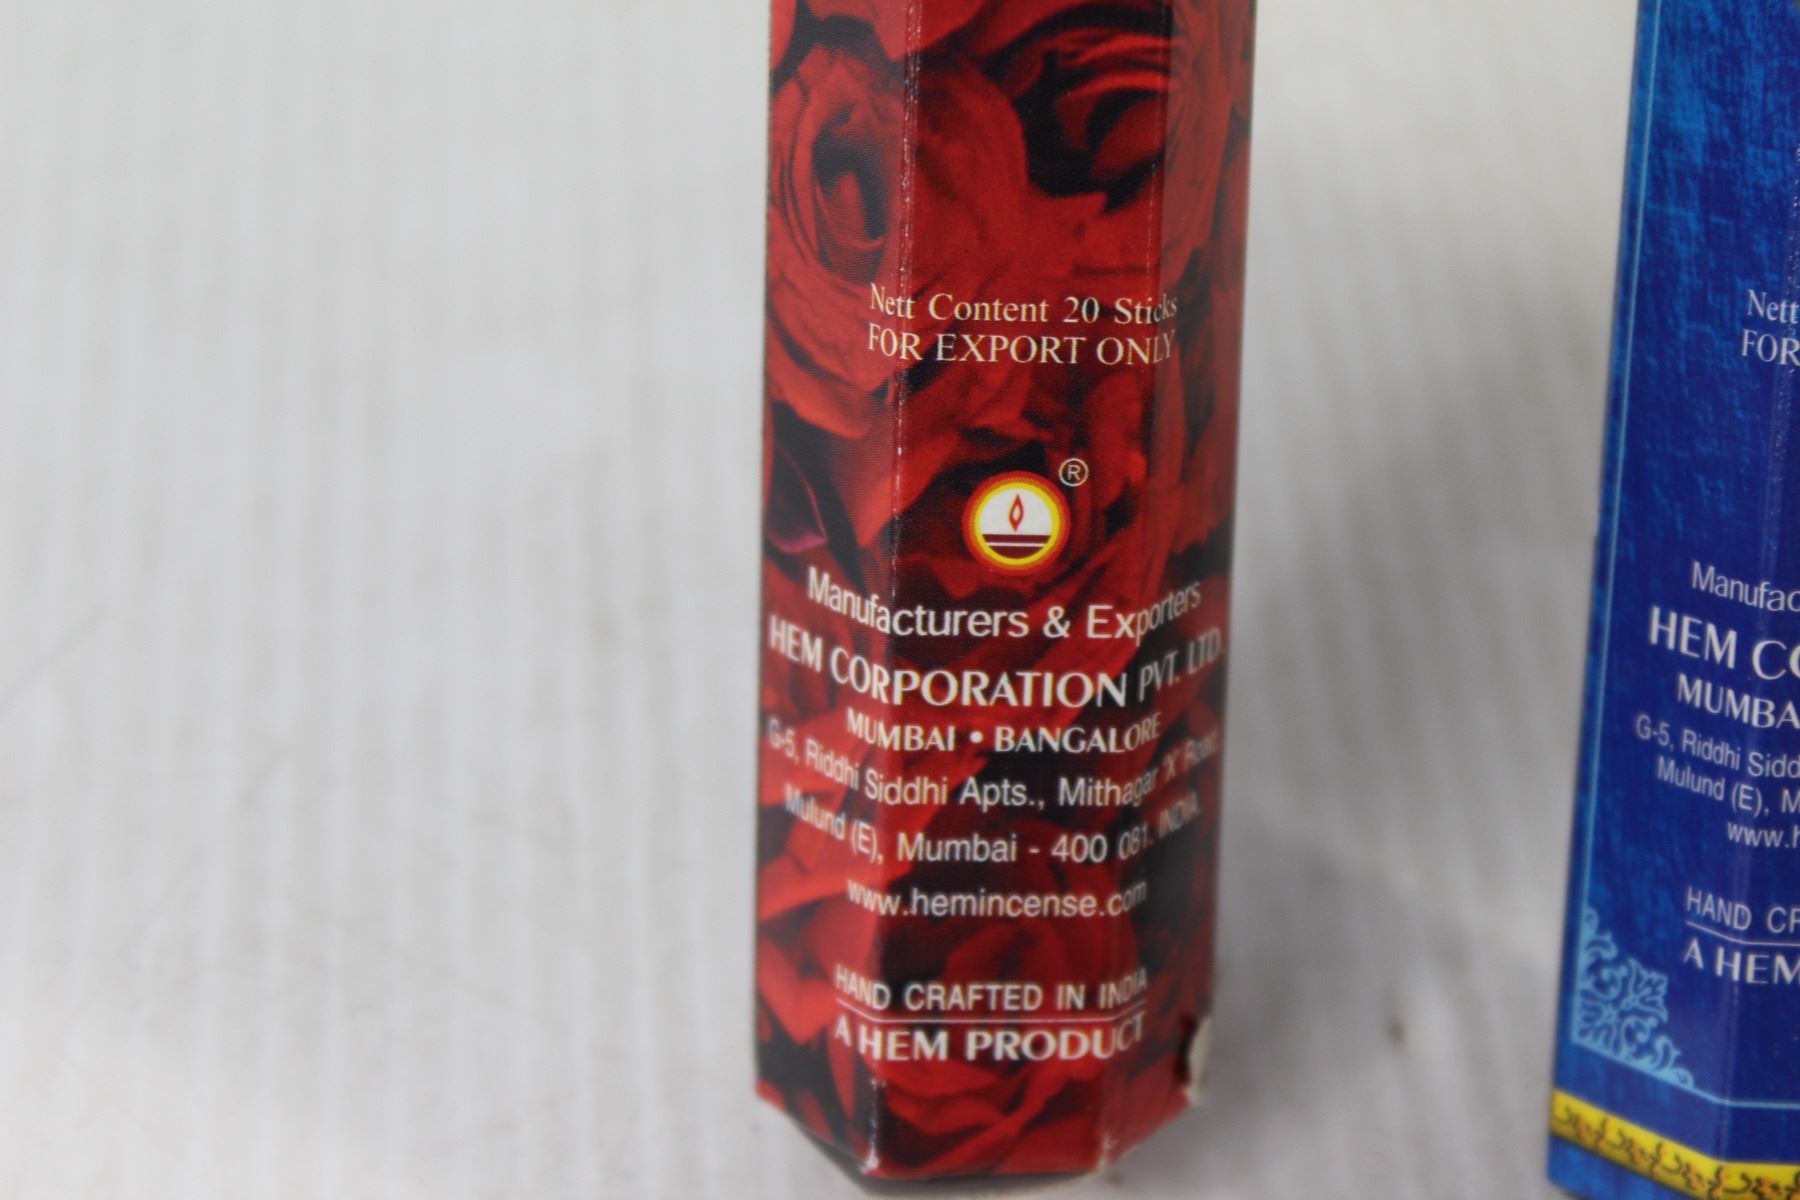 Nett Content 20 Sticks
FOR EXPORT ONLY
®
Manufacturers & Exporters
HEM CORPORATION PVT. LTD.
MUMBAI • BANGALORE
G-5, Riddhi Siddhi Apts., Mithagar 'X' Road
Mulund (E), Mumbai - 400 081. INDIA
www.hemincense.com
HAND CRAFTED IN INDIA
A HEM PRODUCT
Nett
FOR
Manufac
HEM CO
MUMBA
G-5, Riddhi Sidd
Mulund (E), M
www.h
HAND CR
A HEM